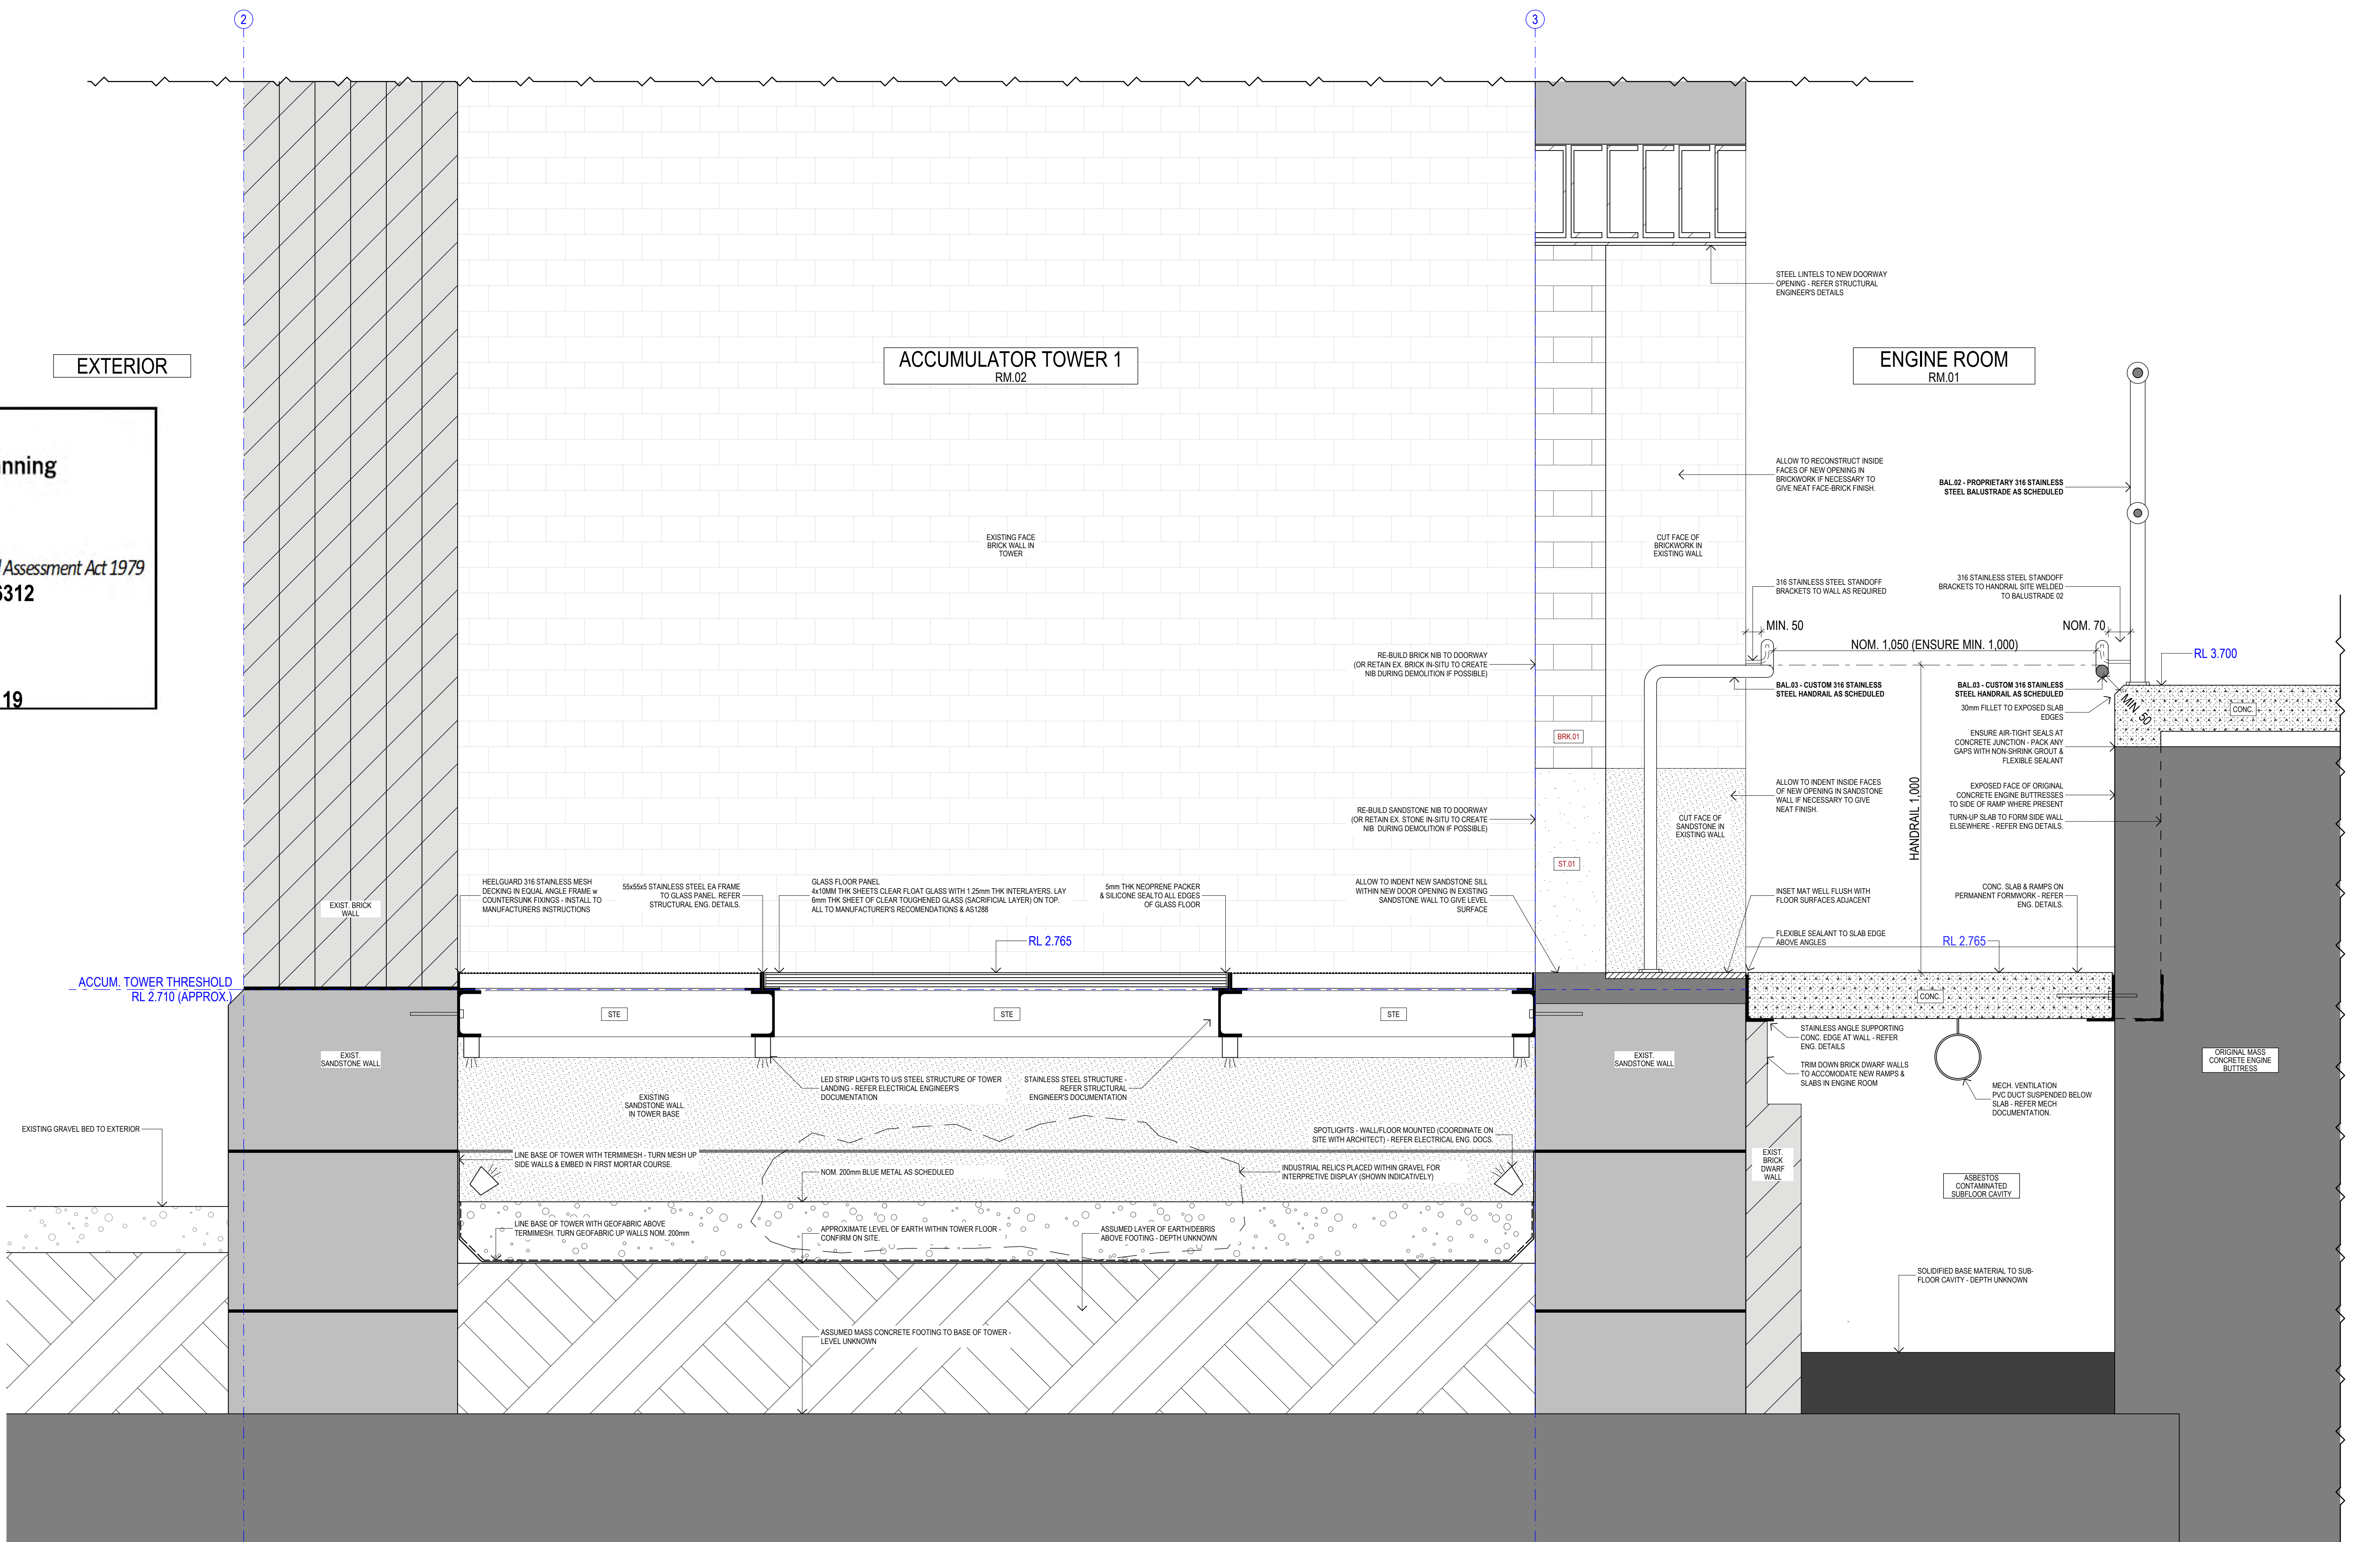 2
3
EXTERIOR
nning
Assessment Act 1979
6312
19
ACCUMULATOR TOWER 1
RM.02
ENGINE ROOM
RM.01
STEEL LINTELS TO NEW DOORWAY
OPENING - REFER STRUCTURAL
ENGINEER'S DETAILS
ALLOW TO RECONSTRUCT INSIDE
FACES OF NEW OPENING IN
BRICKWORK IF NECESSARY TO
GIVE NEAT FACE-BRICK FINISH.
BAL.02 - PROPRIETARY 316 STAINLESS
STEEL BALUSTRADE AS SCHEDULED
EXISTING FACE
BRICK WALL IN
TOWER
CUT FACE OF
BRICKWORK IN
EXISTING WALL
316 STAINLESS STEEL STANDOFF
BRACKETS TO WALL AS REQUIRED
316 STAINLESS STEEL STANDOFF
BRACKETS TO HANDRAIL SITE WELDED
TO BALUSTRADE 02
MIN. 50
NOM. 70
NOM. 1,050 (ENSURE MIN. 1,000)
RL 3.700
RE-BUILD BRICK NIB TO DOORWAY
(OR RETAIN EX. BRICK IN-SITU TO CREATE
NIB DURING DEMOLITION IF POSSIBLE)
BAL.03 - CUSTOM 316 STAINLESS
STEEL HANDRAIL AS SCHEDULED
BAL.03 - CUSTOM 316 STAINLESS
STEEL HANDRAIL AS SCHEDULED
MIN. 50
30mm FILLET TO EXPOSED SLAB
EDGES
CONC.
BRK.01
ENSURE AIR-TIGHT SEALS AT
CONCRETE JUNCTION - PACK ANY
GAPS WITH NON-SHRINK GROUT &
FLEXIBLE SEALANT
HANDRAIL 1,000
ALLOW TO INDENT INSIDE FACES
OF NEW OPENING IN SANDSTONE
WALL IF NECESSARY TO GIVE
NEAT FINISH.
EXPOSED FACE OF ORIGINAL
CONCRETE ENGINE BUTTRESSES
TO SIDE OF RAMP WHERE PRESENT
TURN-UP SLAB TO FORM SIDE WALL
ELSEWHERE - REFER ENG DETAILS.
RE-BUILD SANDSTONE NIB TO DOORWAY
(OR RETAIN EX. STONE IN-SITU TO CREATE
NIB  DURING DEMOLITION IF POSSIBLE)
CUT FACE OF
SANDSTONE IN
EXISTING WALL
ST.01
HEELGUARD 316 STAINLESS MESH
DECKING IN EQUAL ANGLE FRAME w
COUNTERSUNK FIXINGS - INSTALL TO
MANUFACTURERS INSTRUCTIONS
55x55x5 STAINLESS STEEL EA FRAME
TO GLASS PANEL. REFER
STRUCTURAL ENG. DETAILS.
GLASS FLOOR PANEL
4x10MM THK SHEETS CLEAR FLOAT GLASS WITH 1.25mm THK INTERLAYERS. LAY
6mm THK SHEET OF CLEAR TOUGHENED GLASS (SACRIFICIAL LAYER) ON TOP.
ALL TO MANUFACTURER'S RECOMENDATIONS & AS1288
5mm THK NEOPRENE PACKER
& SILICONE SEALTO ALL EDGES
OF GLASS FLOOR
ALLOW TO INDENT NEW SANDSTONE SILL
WITHIN NEW DOOR OPENING IN EXISTING
SANDSTONE WALL TO GIVE LEVEL
SURFACE
INSET MAT WELL FLUSH WITH
FLOOR SURFACES ADJACENT
CONC. SLAB & RAMPS ON
PERMANENT FORMWORK - REFER
ENG. DETAILS.
EXIST. BRICK
WALL
FLEXIBLE SEALANT TO SLAB EDGE
ABOVE ANGLES
RL 2.765
RL 2.765
ACCUM. TOWER THRESHOLD
RL 2.710 (APPROX.)
CONC.
STE
STE
STE
STAINLESS ANGLE SUPPORTING
CONC. EDGE AT WALL - REFER
ENG. DETAILS
EXIST.
SANDSTONE WALL
EXIST.
SANDSTONE WALL
ORIGINAL MASS
CONCRETE ENGINE
BUTTRESS
TRIM DOWN BRICK DWARF WALLS
TO ACCOMODATE NEW RAMPS &
SLABS IN ENGINE ROOM
LED STRIP LIGHTS TO U/S STEEL STRUCTURE OF TOWER
LANDING - REFER ELECTRICAL ENGINEER'S
DOCUMENTATION
STAINLESS STEEL STRUCTURE -
REFER STRUCTURAL
ENGINEER'S DOCUMENTATION
MECH. VENTILATION
PVC DUCT SUSPENDED BELOW
SLAB - REFER MECH
DOCUMENTATION.
EXISTING
SANDSTONE WALL
IN TOWER BASE
EXISTING GRAVEL BED TO EXTERIOR
SPOTLIGHTS - WALL/FLOOR MOUNTED (COORDINATE ON
SITE WITH ARCHITECT) - REFER ELECTRICAL ENG. DOCS.
LINE BASE OF TOWER WITH TERMIMESH - TURN MESH UP
SIDE WALLS & EMBED IN FIRST MORTAR COURSE.
NOM. 200mm BLUE METAL AS SCHEDULED
INDUSTRIAL RELICS PLACED WITHIN GRAVEL FOR
INTERPRETIVE DISPLAY (SHOWN INDICATIVELY)
EXIST.
BRICK
DWARF
WALL
ASBESTOS
CONTAMINATED
SUBFLOOR CAVITY
LINE BASE OF TOWER WITH GEOFABRIC ABOVE
TERMIMESH. TURN GEOFABRIC UP WALLS NOM. 200mm
APPROXIMATE LEVEL OF EARTH WITHIN TOWER FLOOR -
CONFIRM ON SITE.
ASSUMED LAYER OF EARTH/DEBRIS
ABOVE FOOTING - DEPTH UNKNOWN
SOLIDIFIED BASE MATERIAL TO SUB-
FLOOR CAVITY - DEPTH UNKNOWN
ASSUMED MASS CONCRETE FOOTING TO BASE OF TOWER -
LEVEL UNKNOWN